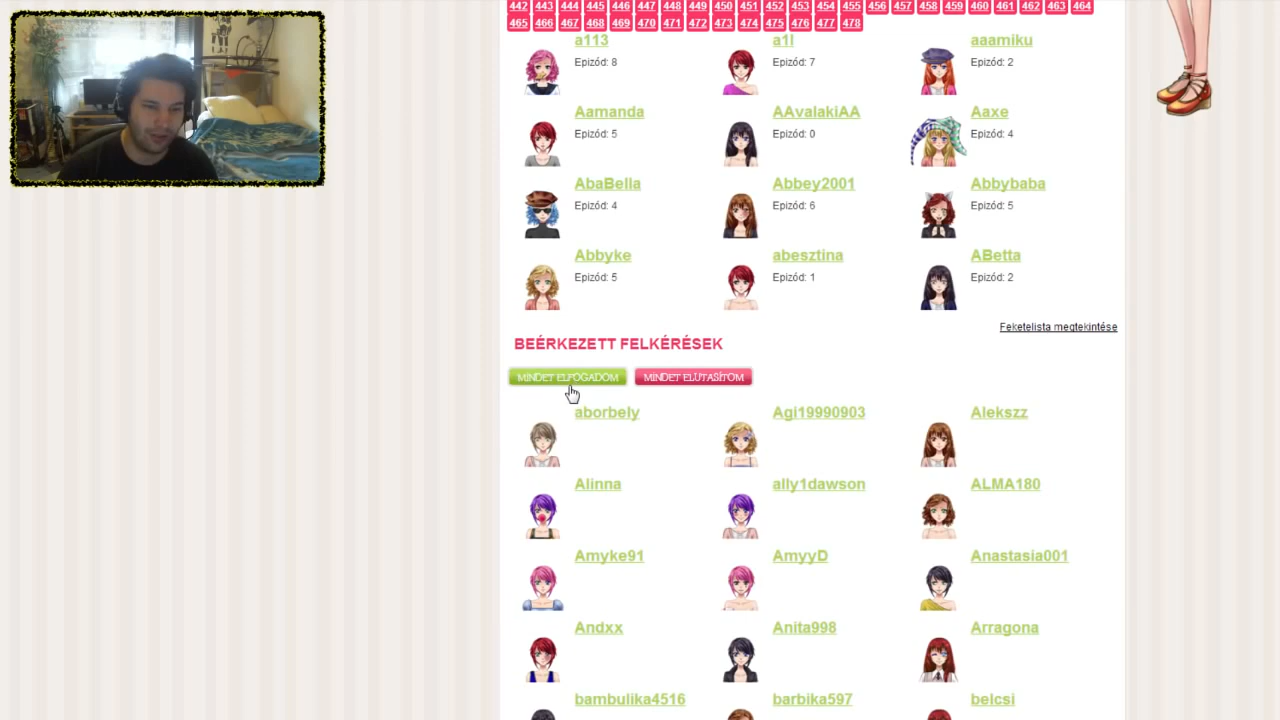 442 443 444 445 446 447 448 449 450 451 452 453 454 455 456 457 458 459 460 461 462 463 464
465 466 467 468 469 470 471 472 473 474 475 476 477 478
a113 a1l aaamiku
Epizód: 8 Epizód: 7 Epizód: 2
Aamanda AAvalakiAA Aaxe
Epizód: 5 Epizód: 0 Epizód: 4
AbaBella Abbey2001 Abbybaba
Epizód: 4 Epizód: 6 Epizód: 5
Abbyke abesztina ABetta
Epizód: 5 Epizód: 1 Epizód: 2
Feketelista megtekintése
BEÉRKEZETT FELKÉRÉSEK
MINDET ELFOGADOM MINDET ELUTASÍTOM
aborbely Agi19990903 Alekszz
Alinna ally1dawson ALMA180
Amyke91 AmyyD Anastasia001
Andxx Anita998 Arragona
bambulika4516 barbika597 belcsi